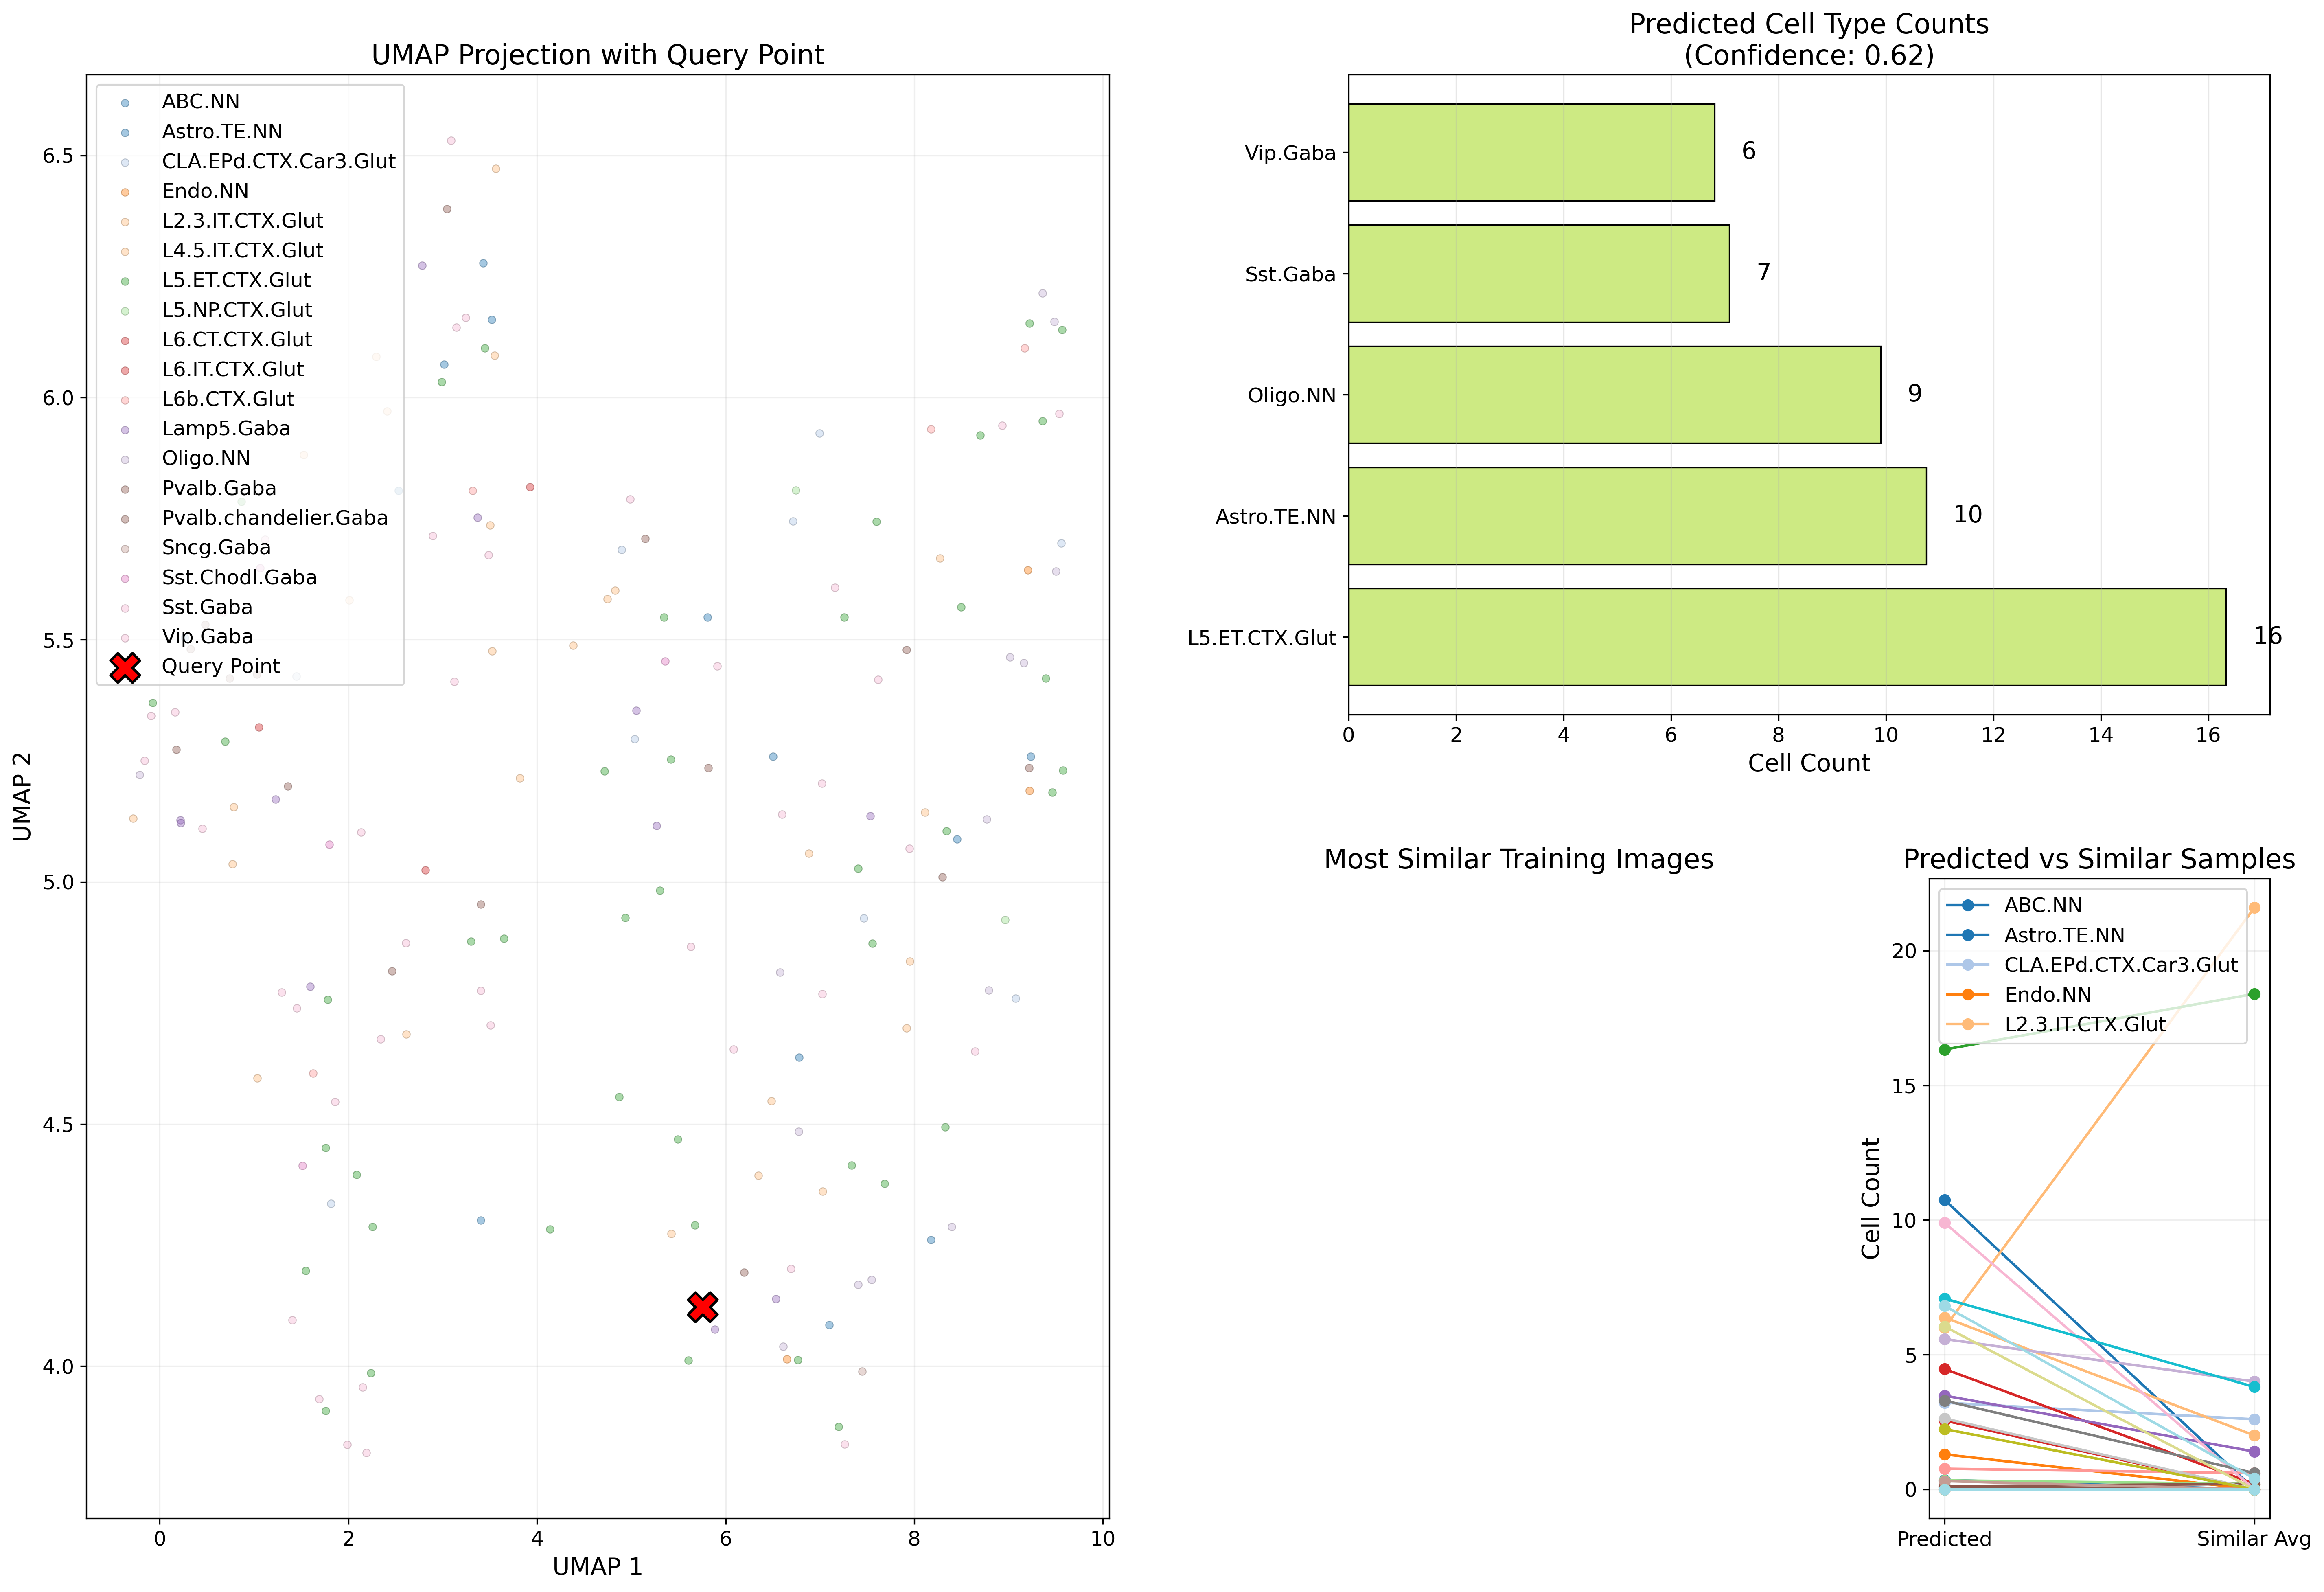 UMAP Projection with Query Point
ABC.NN
Astro.TE.NN
CLA.EPd.CTX.Car3.Glut
Endo.NN
L2.3.IT.CTX.Glut
L4.5.IT.CTX.Glut
L5.ET.CTX.Glut
L5.NP.CTX.Glut
L6.CT.CTX.Glut
L6.IT.CTX.Glut
L6b.CTX.Glut
Lamp5.Gaba
Oligo.NN
Pvalb.Gaba
Pvalb.chandelier.Gaba
Sncg.Gaba
Sst.Chodl.Gaba
Sst.Gaba
Vip.Gaba
Query Point
UMAP 2
6.5
6.0
5.5
5.0
4.5
4.0
0 2 4 6 8 10
UMAP 1
Predicted Cell Type Counts
(Confidence: 0.62)
Vip.Gaba 6
Sst.Gaba 7
Oligo.NN 9
Astro.TE.NN 10
L5.ET.CTX.Glut 16
0 2 4 6 8 10 12 14 16
Cell Count
Most Similar Training Images
Predicted vs Similar Samples
ABC.NN
Astro.TE.NN
CLA.EPd.CTX.Car3.Glut
Endo.NN
L2.3.IT.CTX.Glut
Cell Count
20
15
10
5
0
Predicted Similar Avg